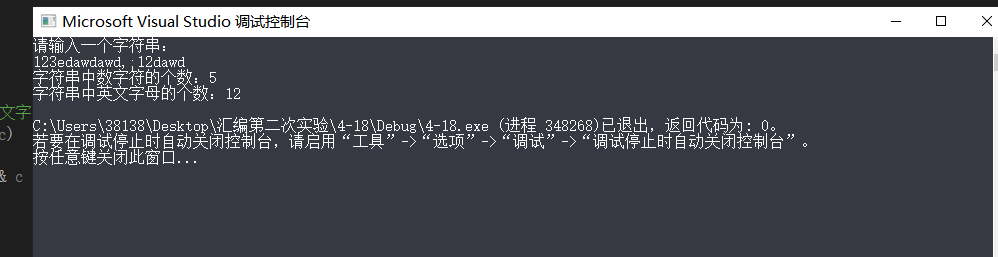 Microsoft Visual Studio 调试控制台
请输入一个字符串：
123edawdawd, ;12dawd
字符串中数字符的个数：5
字符串中英文字母的个数：12
文字
C:\Users\38138\Desktop\汇编第二次实验\4-18\Debug\4-18.exe (进程 348268)已退出，返回代码为: 0。
c)
若要在调试停止时自动关闭控制台，请启用“工具”->“选项”->“调试”->“调试停止时自动关闭控制台”。
按任意键关闭此窗口...
& c